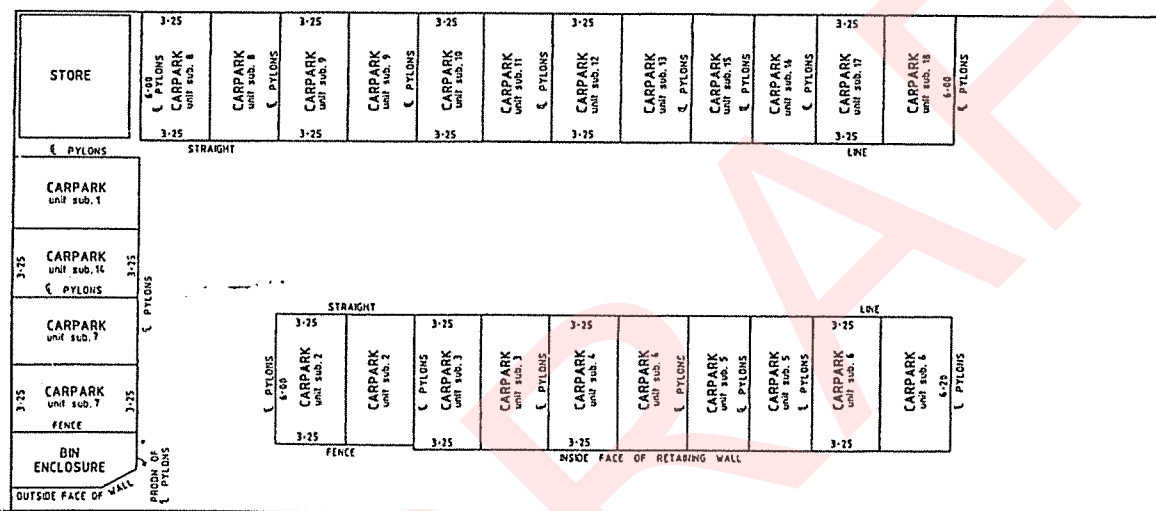 3·25
3·25
3·25
3·25
3·25
STORE
6·00
℄ PYLONS
CARPARK
unit sub. 8
CARPARK
unit sub. 8
℄ PYLONS
CARPARK
unit sub. 9
CARPARK
unit sub. 9
℄ PYLONS
CARPARK
unit sub. 10
CARPARK
unit sub. 11
℄ PYLONS
CARPARK
unit sub. 12
CARPARK
unit sub. 13
℄ PYLONS
CARPARK
unit sub. 15
℄ PYLONS
CARPARK
unit sub. 16
℄ PYLONS
CARPARK
unit sub. 17
CARPARK
unit sub. 18
6·00
℄ PYLONS
3·25
3·25
3·25
3·25
3·25
℄ PYLONS
STRAIGHT
LINE
CARPARK
unit sub. 1
3·25
CARPARK
unit sub. 14
3·25
℄ PYLONS
℄ PYLONS
CARPARK
unit sub. 7
3·25
CARPARK
unit sub. 7
3·25
FENCE
BIN
ENCLOSURE
OUTSIDE FACE OF WALL
PRODN OF
℄ PYLONS
STRAIGHT
LINE
3·25
3·25
3·25
3·25
℄ PYLONS
6·00
CARPARK
unit sub. 2
CARPARK
unit sub. 2
℄ PYLONS
CARPARK
unit sub. 3
CARPARK
unit sub. 3
℄ PYLONS
CARPARK
unit sub. 4
CARPARK
℄ PYLONS
CARPARK
unit sub. 5
℄ PYLONS
CARPARK
unit sub. 5
℄ PYLONS
CARPARK
unit sub. 6
CARPARK
unit sub. 6
6·20
℄ PYLONS
3·25
3·25
3·25
3·25
FENCE
INSIDE FACE OF RETAINING WALL